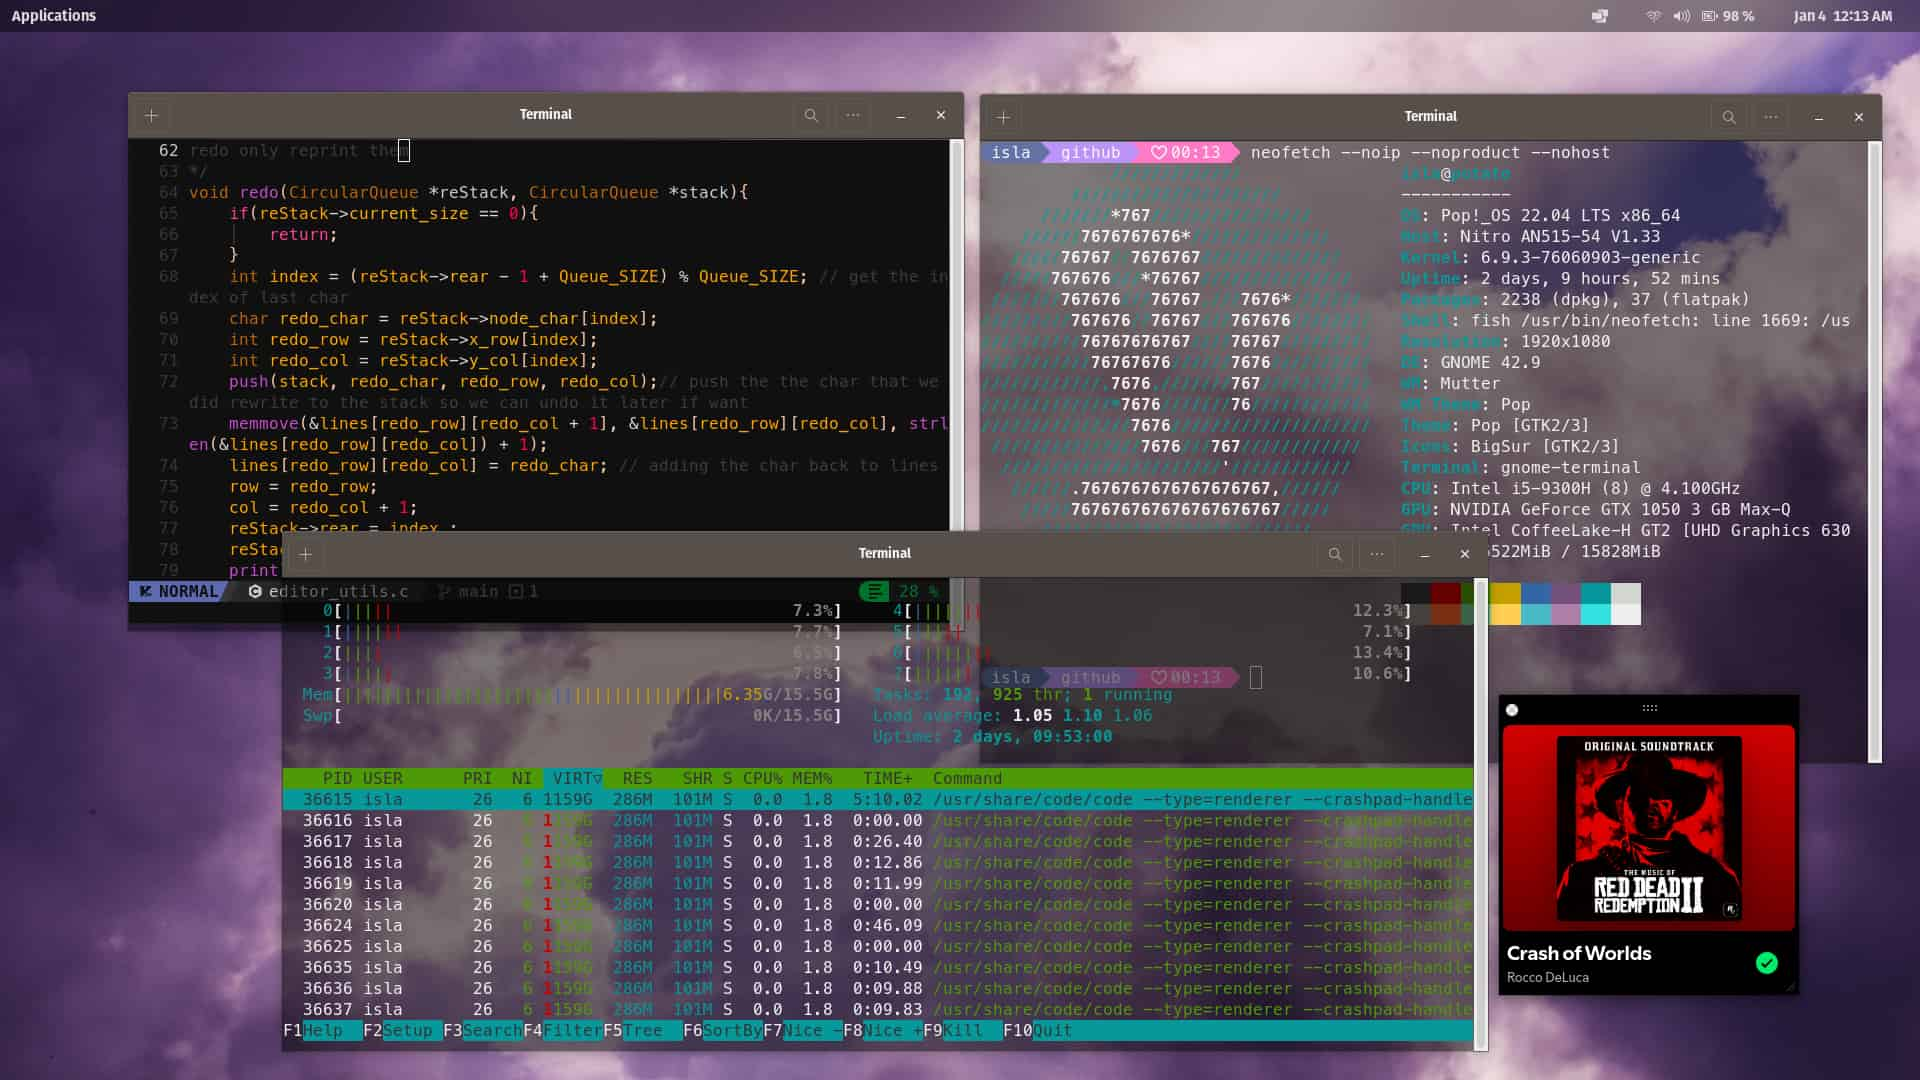 Applications
98 %
Jan 4 12:13 AM
Terminal
62 redo only reprint them
63 */
64 void redo(CircularQueue *reStack, CircularQueue *stack){
65 if(reStack->current_size == 0){
66 return;
67 }
68 int index = (reStack->rear - 1 + Queue_SIZE) % Queue_SIZE; // get the in
dex of last char
69 char redo_char = reStack->node_char[index];
70 int redo_row = reStack->x_row[index];
71 int redo_col = reStack->y_col[index];
72 push(stack, redo_char, redo_row, redo_col);// push the the char that we
did rewrite to the stack so we can undo it later if want
73 memmove(&lines[redo_row][redo_col + 1], &lines[redo_row][redo_col], strl
en(&lines[redo_row][redo_col]) + 1);
74 lines[redo_row][redo_col] = redo_char; // adding the char back to lines
75 row = redo_row;
76 col = redo_col + 1;
77 reStack->rear = index ;
78 reSta
79 print
NORMAL editor_utils.c main 1 28 %
Terminal
isla github ♡00:13 neofetch --noip --noproduct --nohost
isla@potato
-----------
OS: Pop!_OS 22.04 LTS x86_64
Host: Nitro AN515-54 V1.33
Kernel: 6.9.3-76060903-generic
Uptime: 2 days, 9 hours, 52 mins
Packages: 2238 (dpkg), 37 (flatpak)
Shell: fish /usr/bin/neofetch: line 1669: /us
Resolution: 1920x1080
DE: GNOME 42.9
WM: Mutter
WM Theme: Pop
Theme: Pop [GTK2/3]
Icons: BigSur [GTK2/3]
Terminal: gnome-terminal
CPU: Intel i5-9300H (8) @ 4.100GHz
GPU: NVIDIA GeForce GTX 1050 3 GB Max-Q
GPU: Intel CoffeeLake-H GT2 [UHD Graphics 630
6522MiB / 15828MiB
isla github ♡00:13
Terminal
0[ 7.3%] 4[ 12.3%]
1[ 7.7%] 5[ 7.1%]
2[ 6.5%] 6[ 13.4%]
3[ 7.8%] 7[ 10.6%]
Mem[ 6.35G/15.5G] Tasks: 192, 925 thr; 1 running
Swp[ 0K/15.5G] Load average: 1.05 1.10 1.06
Uptime: 2 days, 09:53:00
PID USER PRI NI VIRT▽ RES SHR S CPU% MEM% TIME+ Command
36615 isla 26 6 1159G 286M 101M S 0.0 1.8 5:10.02 /usr/share/code/code --type=renderer --crashpad-handle
36616 isla 26 6 1159G 286M 101M S 0.0 1.8 0:00.00 /usr/share/code/code --type=renderer --crashpad-handle
36617 isla 26 6 1159G 286M 101M S 0.0 1.8 0:26.40 /usr/share/code/code --type=renderer --crashpad-handle
36618 isla 26 6 1159G 286M 101M S 0.0 1.8 0:12.86 /usr/share/code/code --type=renderer --crashpad-handle
36619 isla 26 6 1159G 286M 101M S 0.0 1.8 0:11.99 /usr/share/code/code --type=renderer --crashpad-handle
36620 isla 26 6 1159G 286M 101M S 0.0 1.8 0:00.00 /usr/share/code/code --type=renderer --crashpad-handle
36624 isla 26 6 1159G 286M 101M S 0.0 1.8 0:46.09 /usr/share/code/code --type=renderer --crashpad-handle
36625 isla 26 6 1159G 286M 101M S 0.0 1.8 0:00.00 /usr/share/code/code --type=renderer --crashpad-handle
36635 isla 26 6 1159G 286M 101M S 0.0 1.8 0:10.49 /usr/share/code/code --type=renderer --crashpad-handle
36636 isla 26 6 1159G 286M 101M S 0.0 1.8 0:09.88 /usr/share/code/code --type=renderer --crashpad-handle
36637 isla 26 6 1159G 286M 101M S 0.0 1.8 0:09.83 /usr/share/code/code --type=renderer --crashpad-handle
F1Help F2Setup F3SearchF4FilterF5Tree F6SortByF7Nice -F8Nice +F9Kill F10Quit
ORIGINAL SOUNDTRACK
THE MUSIC OF
RED DEAD
REDEMPTION II
Crash of Worlds
Rocco DeLuca